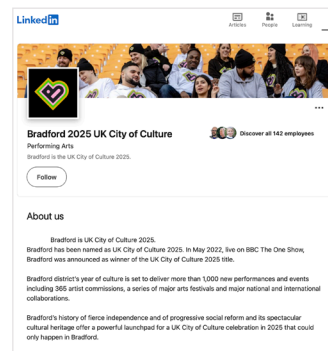 Linked in
Articles
People
Learning
Bradford 2025 UK City of Culture
Discover all 142 employees
Performing Arts
Bradford is the UK City of Culture 2025.
Follow
About us
Bradford is UK City of Culture 2025.
Bradford has been named as UK City of Culture 2025. In May 2022, live on BBC The One Show,
Bradford was announced as winner of the UK City of Culture 2025 title.
Bradford district's year of culture is set to deliver more than 1,000 new performances and events
including 365 artist commissions, a series of major arts festivals and major national and international
collaborations.
Bradford's history of fierce independence and of progressive social reform and its spectacular
cultural heritage offer a powerful launchpad for a UK City of Culture celebration in 2025 that could
only happen in Bradford.